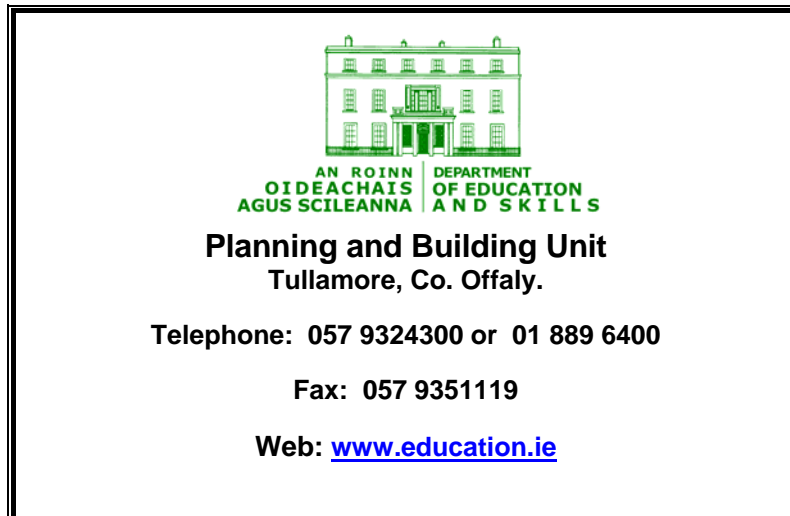 AN ROINN
OIDEACHAIS
AGUS SCILEANNA
DEPARTMENT
OF EDUCATION
AND SKILLS
Planning and Building Unit
Tullamore, Co. Offaly.
Telephone: 057 9324300 or 01 889 6400
Fax: 057 9351119
Web: www.education.ie